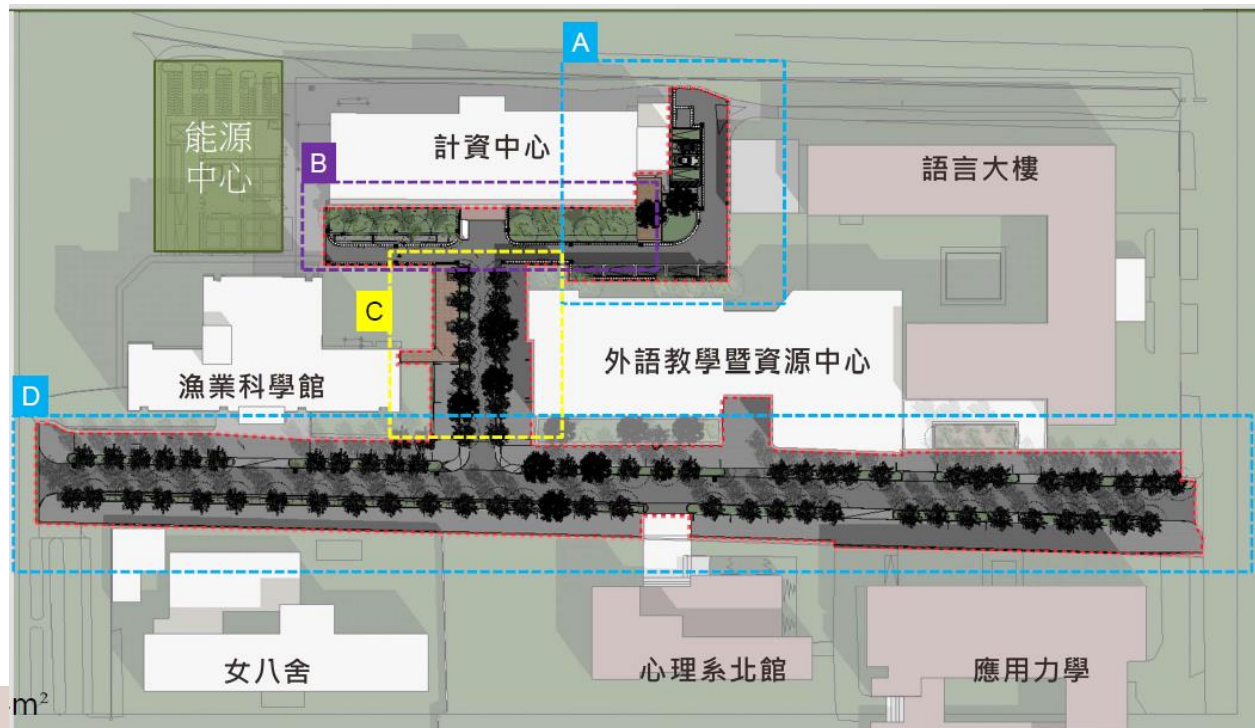 A
能源
中心
計資中心
B
語言大樓
C
外語教學暨資源中心
漁業科學館
D
女八舍
心理系北館
應用力學
m²